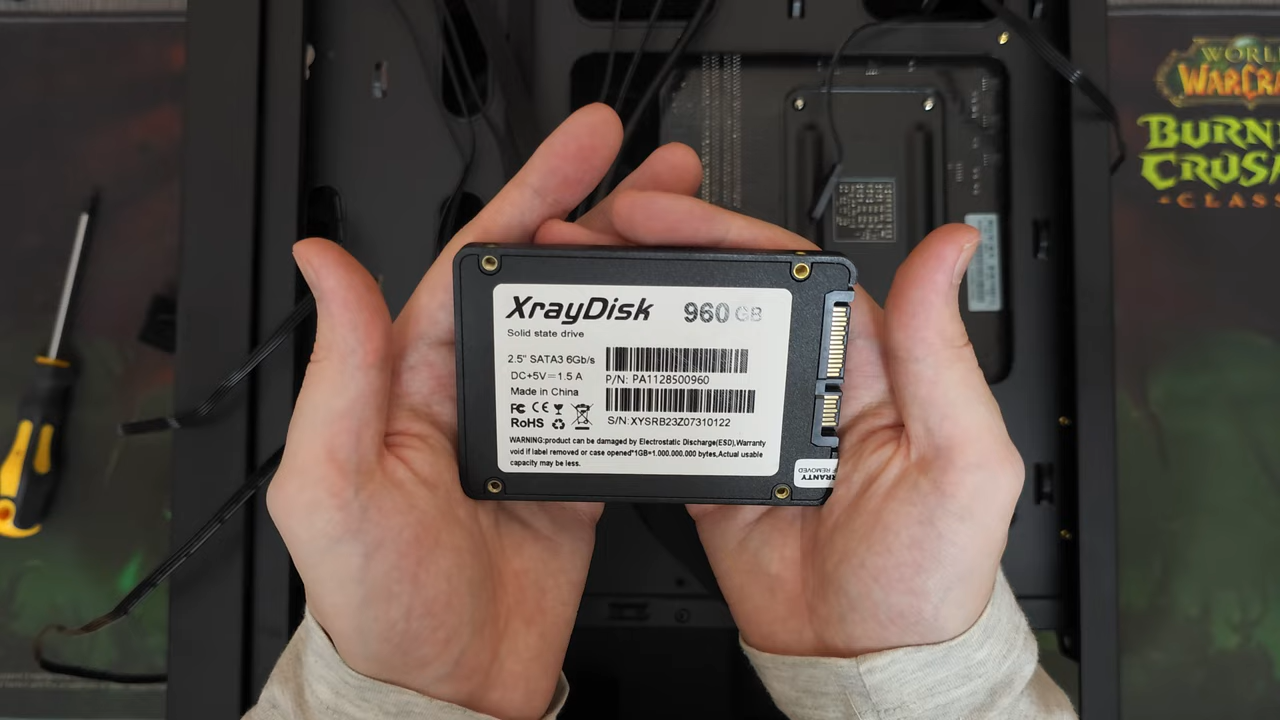 WORLD
WARCRA
BURNI
CRUSA
CLASS
XrayDisk 960 GB
Solid state drive
2.5" SATA3 6Gb/s
DC+5V⎓1.5 A
P/N: PA1128500960
Made in China
FC CE
RoHS
S/N:XYSRB23Z07310122
WARNING:product can be damaged by Electrostatic Discharge(ESD),Warranty
void if label removed or case opened"1GB=1.000.000.000 bytes,Actual usable
capacity may be less.
RRANTY
F REMOVED